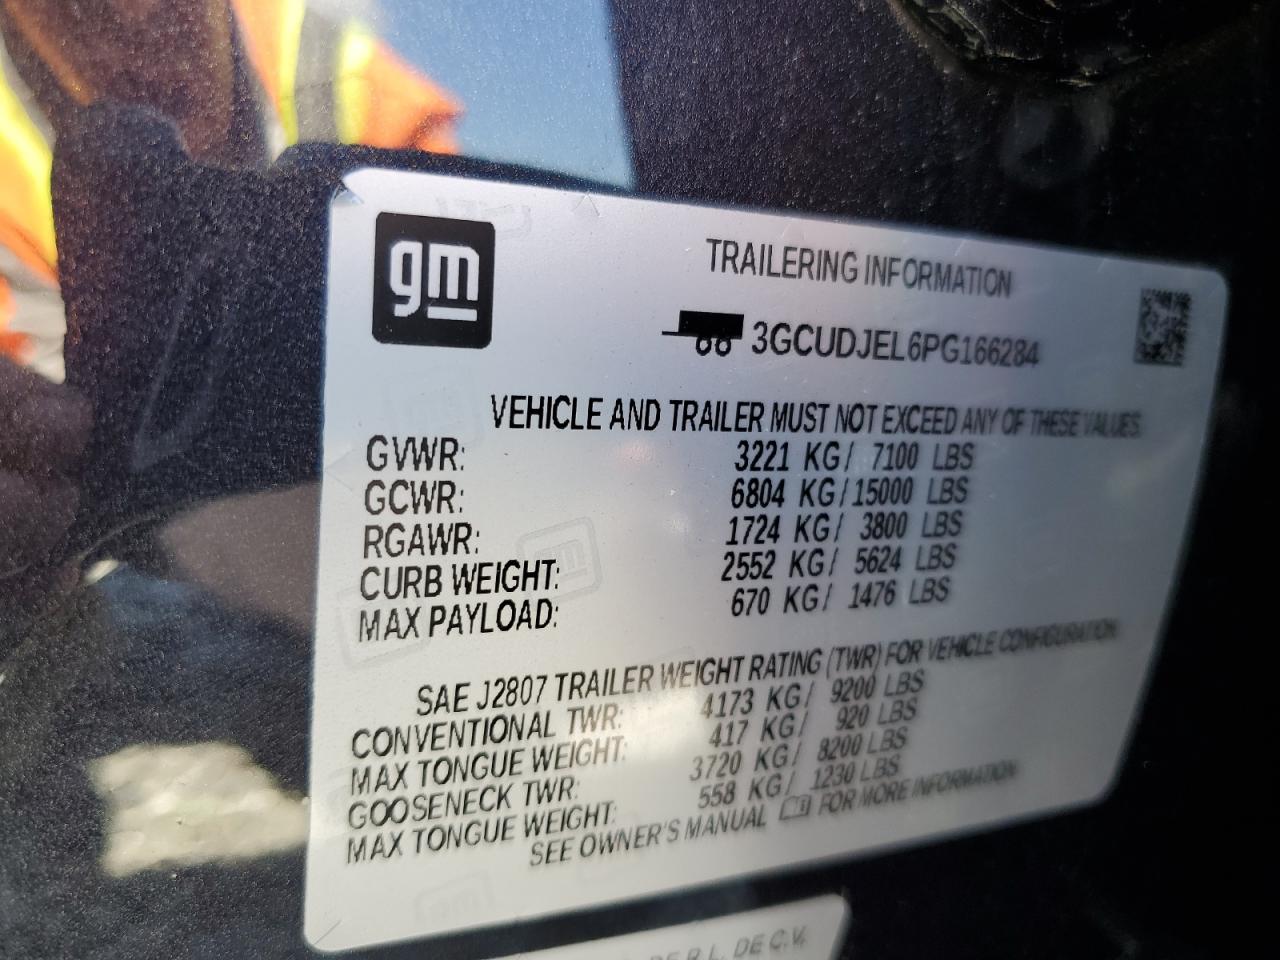 gm
TRAILERING INFORMATION
3GCUDJEL6PG166284
VEHICLE AND TRAILER MUST NOT EXCEED ANY OF THESE VALUES.
GVWR: 3221 KG/ 7100 LBS
GCWR: 6804 KG/15000 LBS
RGAWR: 1724 KG/ 3800 LBS
CURB WEIGHT: 2552 KG/ 5624 LBS
MAX PAYLOAD: 670 KG/ 1476 LBS
SAE J2807 TRAILER WEIGHT RATING (TWR) FOR VEHICLE CONFIGURATION.
CONVENTIONAL TWR: 4173 KG/ 9200 LBS
MAX TONGUE WEIGHT: 417 KG/ 920 LBS
GOOSENECK TWR: 3720 KG/ 8200 LBS
MAX TONGUE WEIGHT: 558 KG/ 1230 LBS
SEE OWNER'S MANUAL FOR MORE INFORMATION
DE R.L. DE C.V.